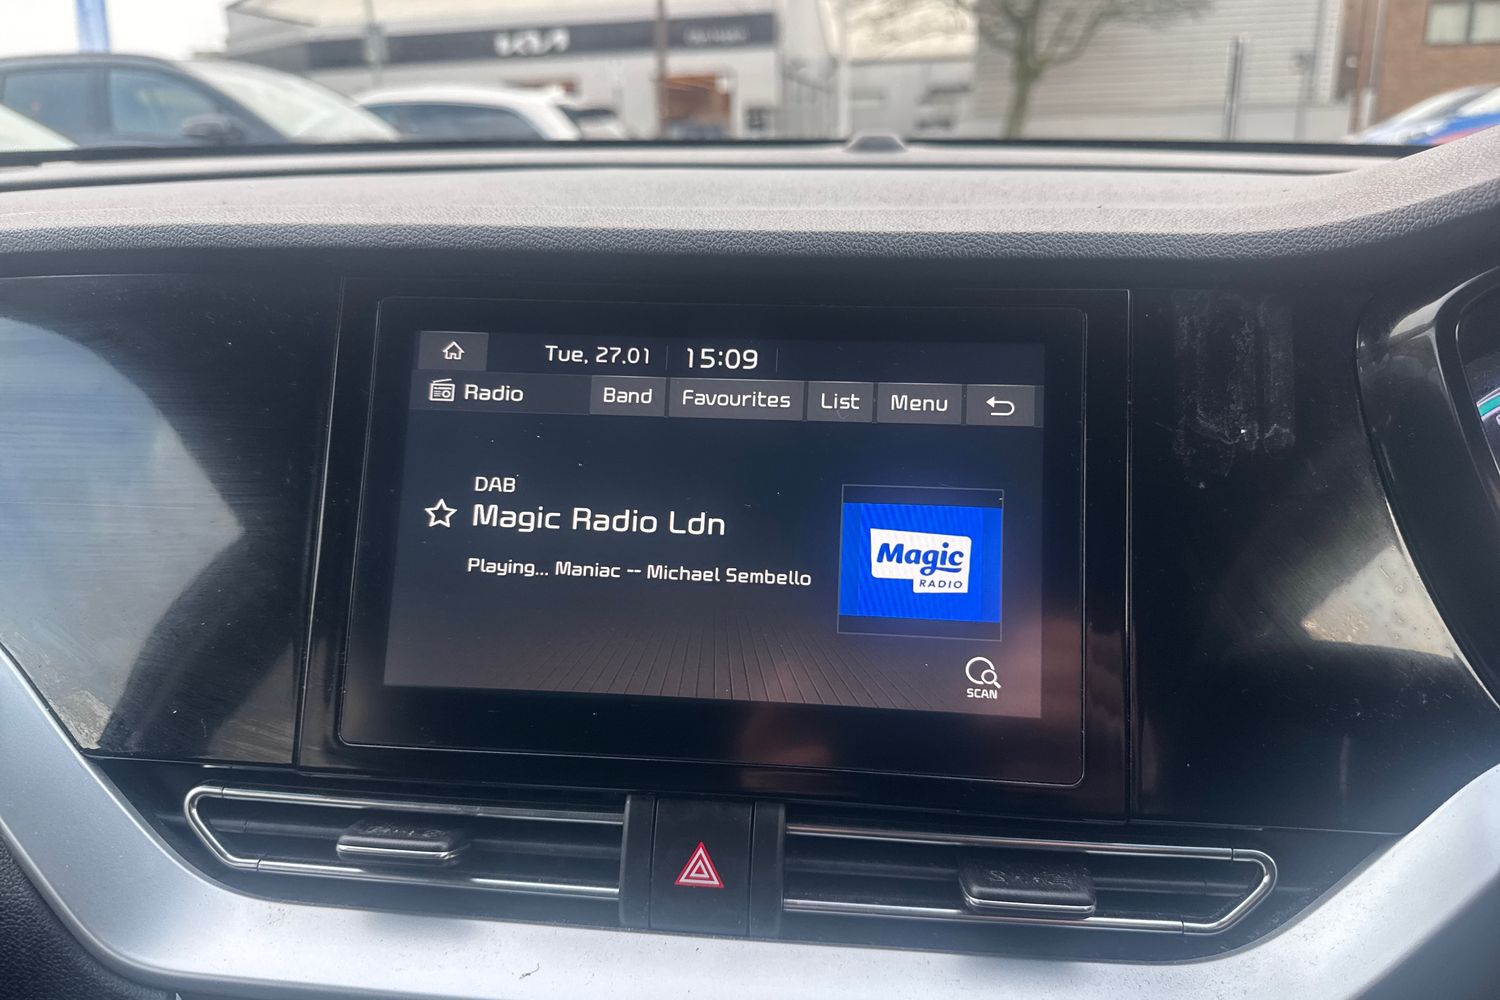 KIA
Tue, 27.01 15:09
Radio Band Favourites List Menu
DAB
Magic Radio Ldn
Playing... Maniac -- Michael Sembello
Magic
RADIO
SCAN